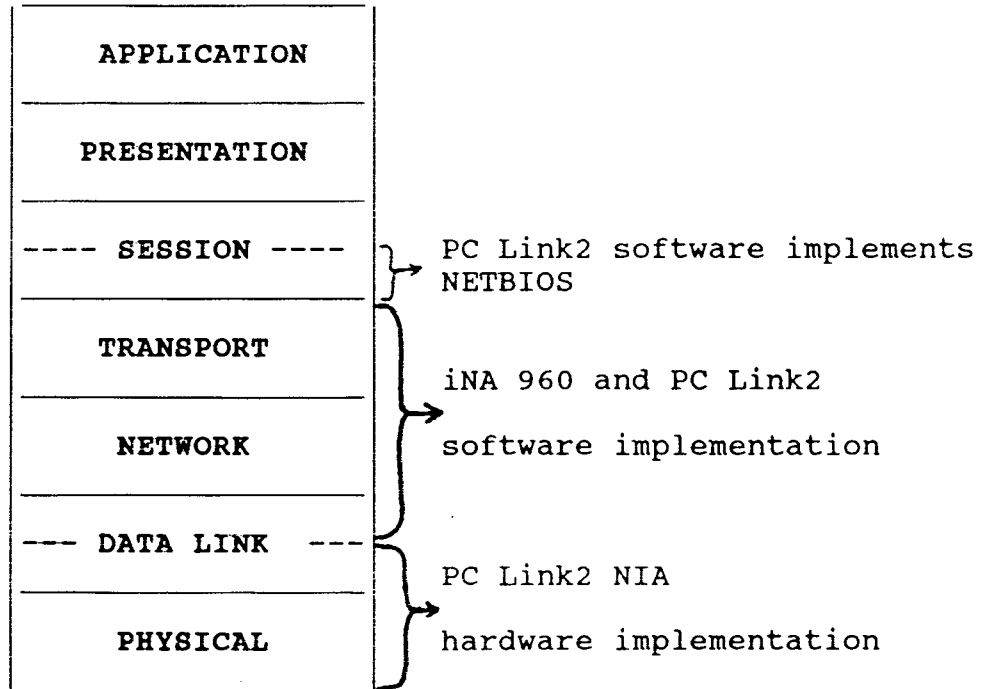 APPLICATION
PRESENTATION
---- SESSION ----
PC Link2 software implements
NETBIOS
TRANSPORT
iNA 960 and PC Link2
NETWORK
software implementation
--- DATA LINK ---
PC Link2 NIA
PHYSICAL
hardware implementation